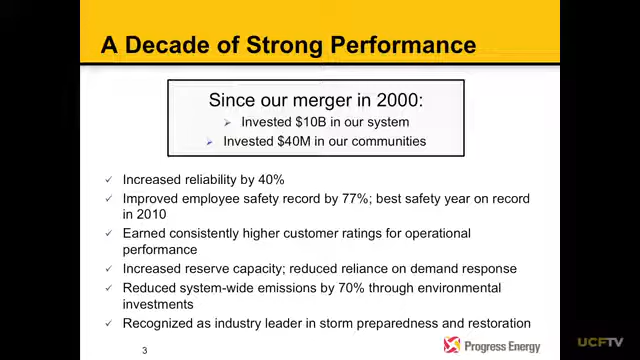 A Decade of Strong Performance
Since our merger in 2000:
Invested $10B in our system
Invested $40M in our communities
Increased reliability by 40%
Improved employee safety record by 77%; best safety year on record
in 2010
Earned consistently higher customer ratings for operational
performance
Increased reserve capacity; reduced reliance on demand response
Reduced system-wide emissions by 70% through environmental
investments
Recognized as industry leader in storm preparedness and restoration
3
Progress Energy
UCFTV